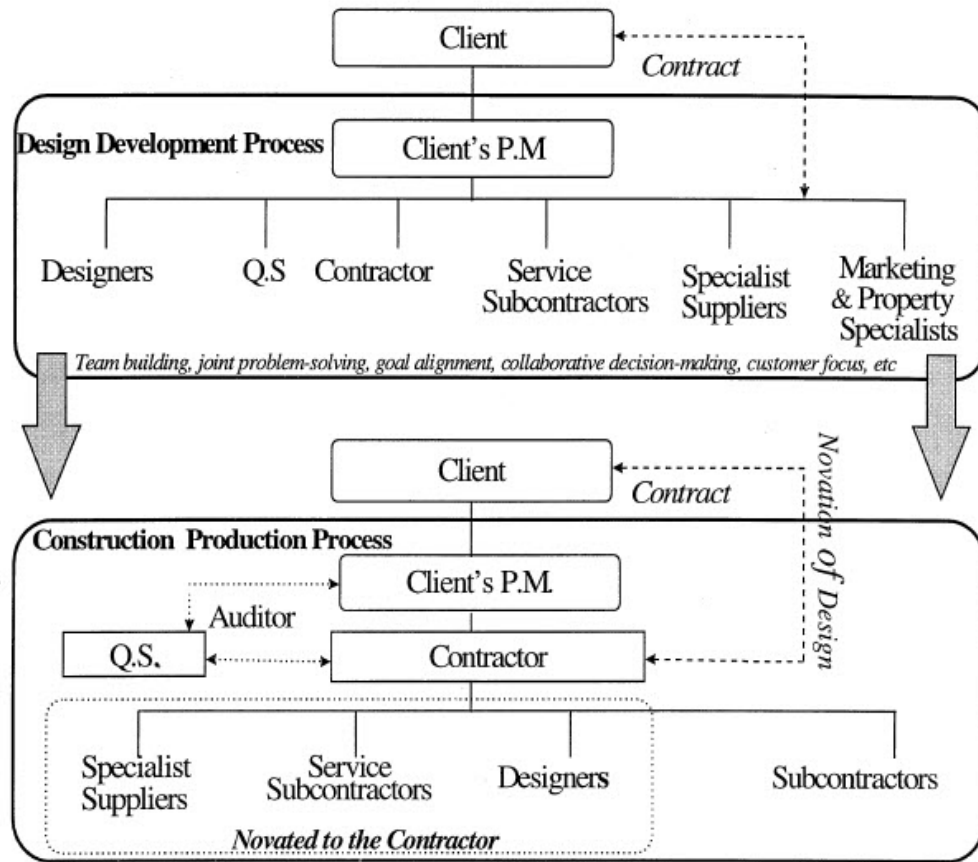 Client
Contract
Design Development Process
Client's P.M
Designers
Q.S
Contractor
Service
Subcontractors
Specialist
Suppliers
Marketing
& Property
Specialists
Team building, joint problem-solving, goal alignment, collaborative decision-making, customer focus, etc
Client
Contract
Novation of Design
Construction Production Process
Client's P.M.
Auditor
Q.S.
Contractor
Specialist
Suppliers
Service
Subcontractors
Designers
Subcontractors
Novated to the Contractor